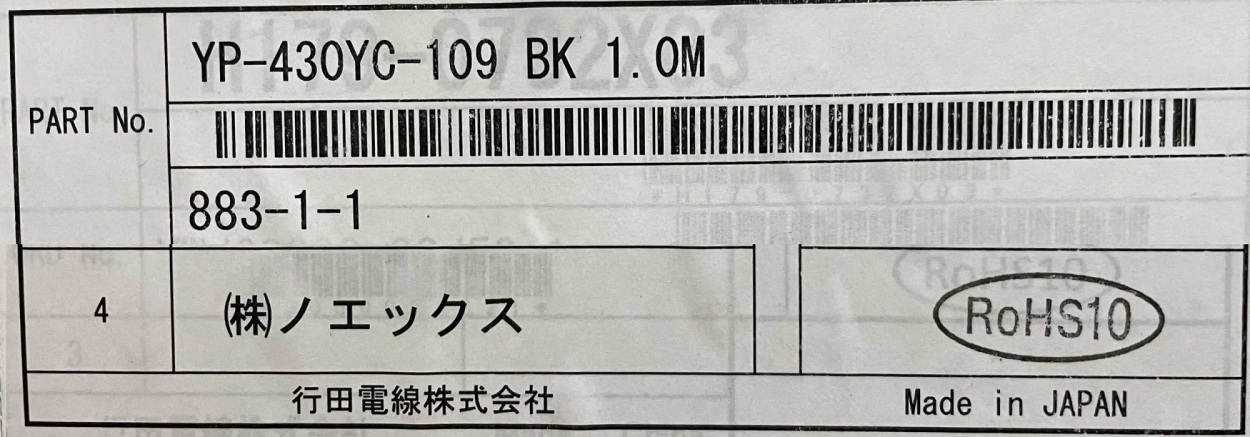 PART No.
YP-430YC-109 BK 1.0M
883-1-1
4
㈱ノエックス
RoHS10
行田電線株式会社
Made in JAPAN